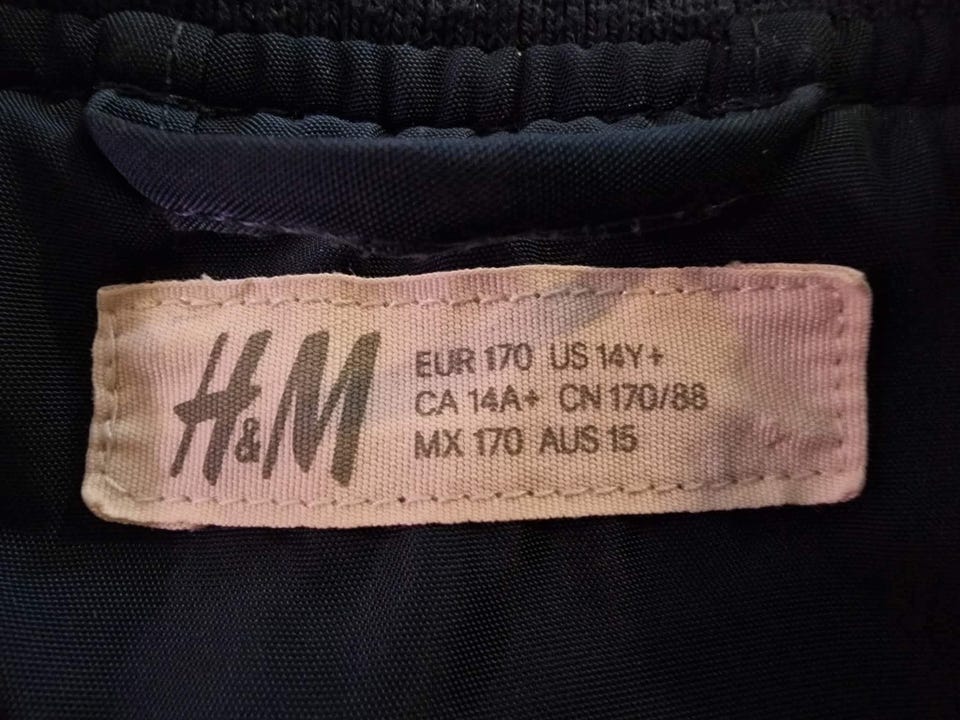 H&M
EUR 170 US 14Y+
CA 14A+ CN 170/88
MX 170 AUS 15